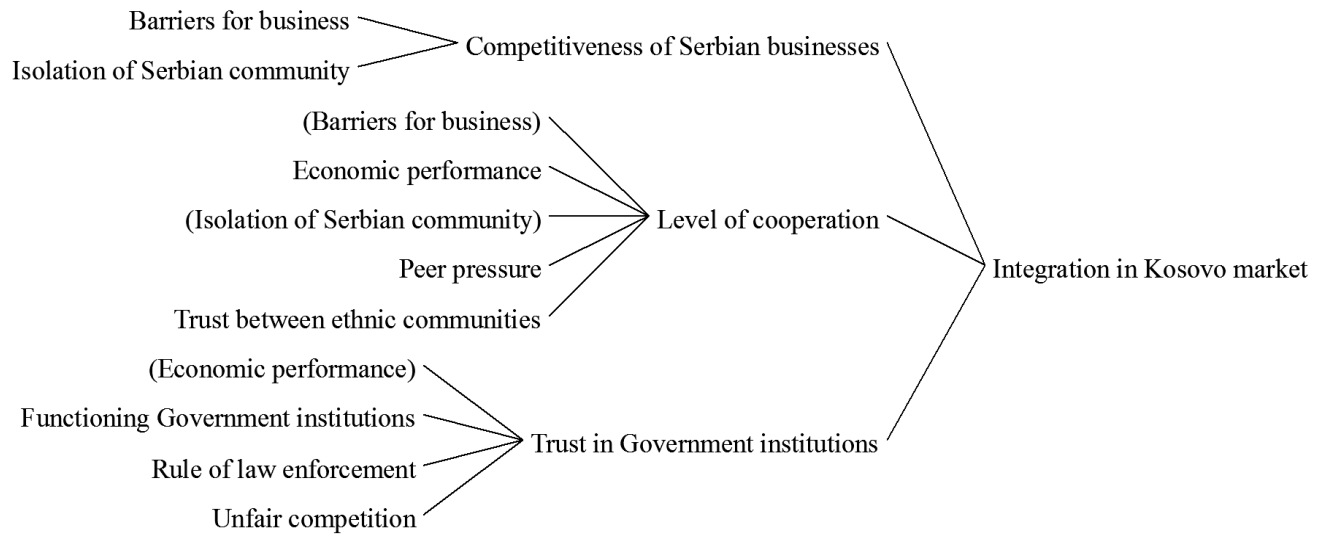 Barriers for business
Isolation of Serbian community
Competitiveness of Serbian businesses
(Barriers for business)
Economic performance
(Isolation of Serbian community)
Peer pressure
Trust between ethnic communities
Level of cooperation
(Economic performance)
Functioning Government institutions
Rule of law enforcement
Unfair competition
Trust in Government institutions
Integration in Kosovo market